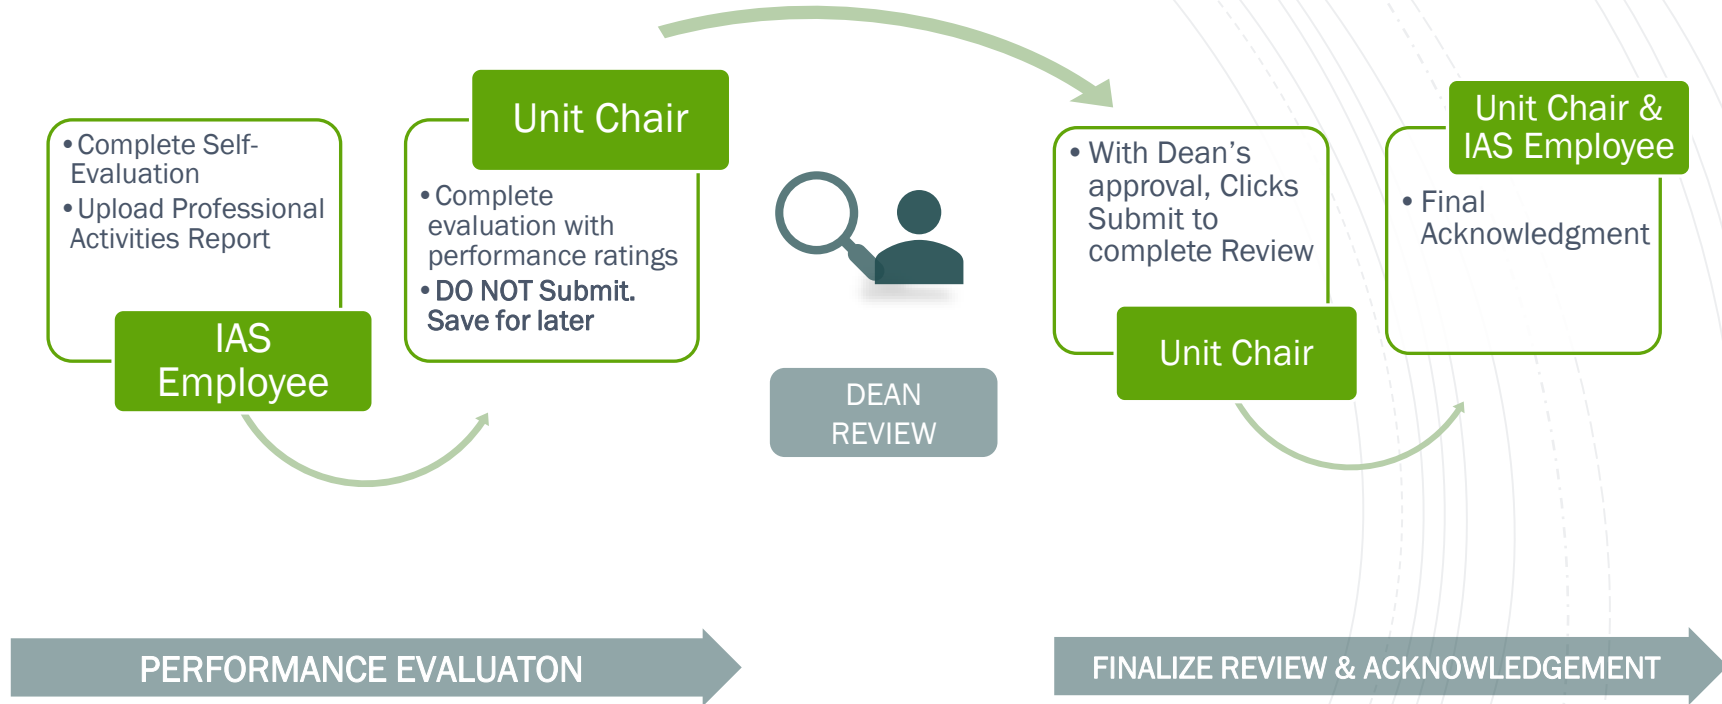 • Complete Self-
Evaluation
• Upload Professional
Activities Report
IAS
Employee
Unit Chair
• Complete
evaluation with
performance ratings
• DO NOT Submit.
Save for later
DEAN
REVIEW
• With Dean's
approval, Clicks
Submit to
complete Review
Unit Chair
Unit Chair &
IAS Employee
• Final
Acknowledgment
PERFORMANCE EVALUATON
FINALIZE REVIEW & ACKNOWLEDGEMENT